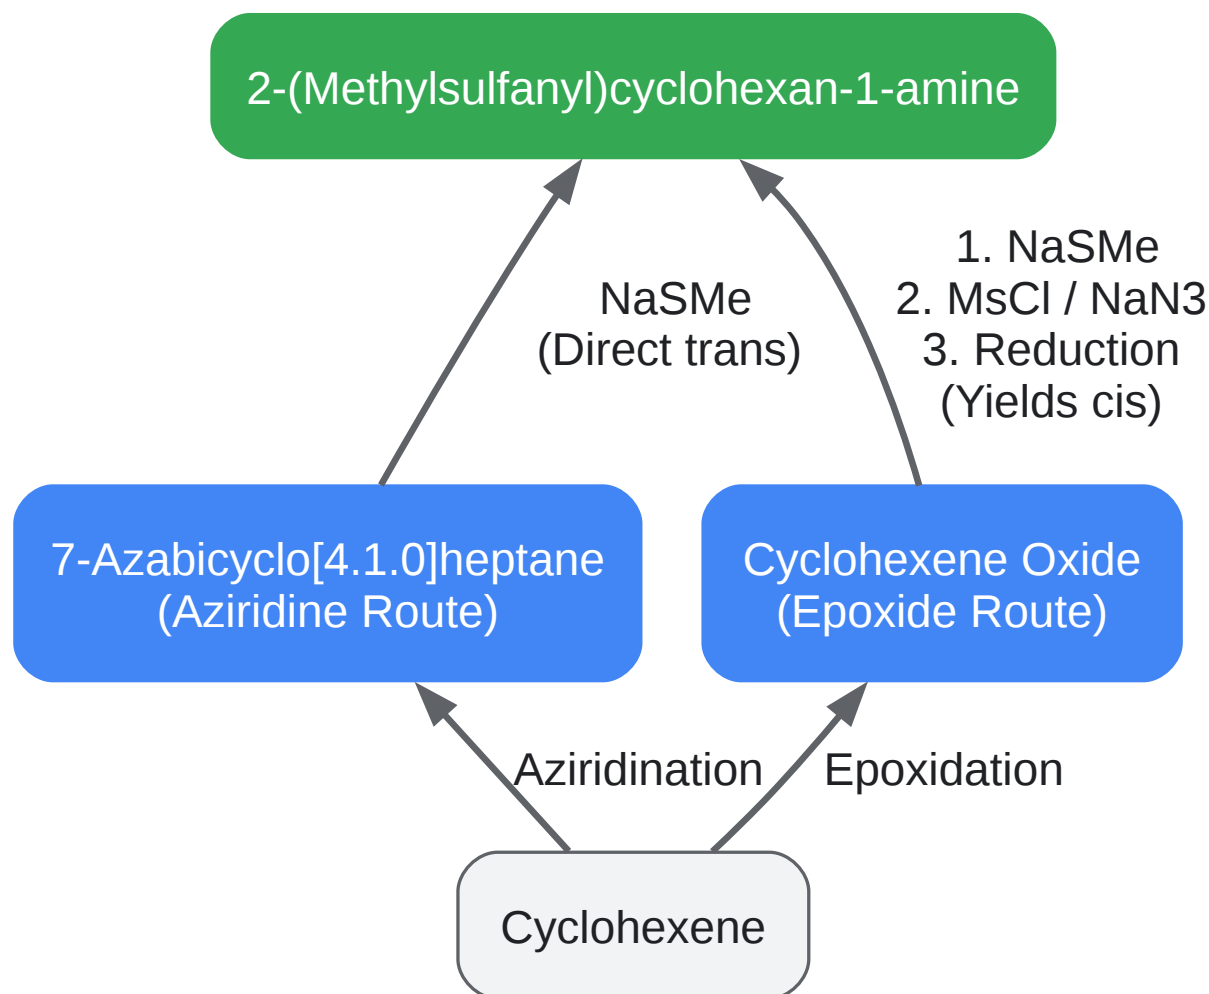 2-(Methylsulfanyl)cyclohexan-1-amine
NaSMe
(Direct trans)
1. NaSMe
2. MsCl / NaN3
3. Reduction
(Yields cis)
7-Azabicyclo[4.1.0]heptane
(Aziridine Route)
Cyclohexene Oxide
(Epoxide Route)
Aziridination
Epoxidation
Cyclohexene